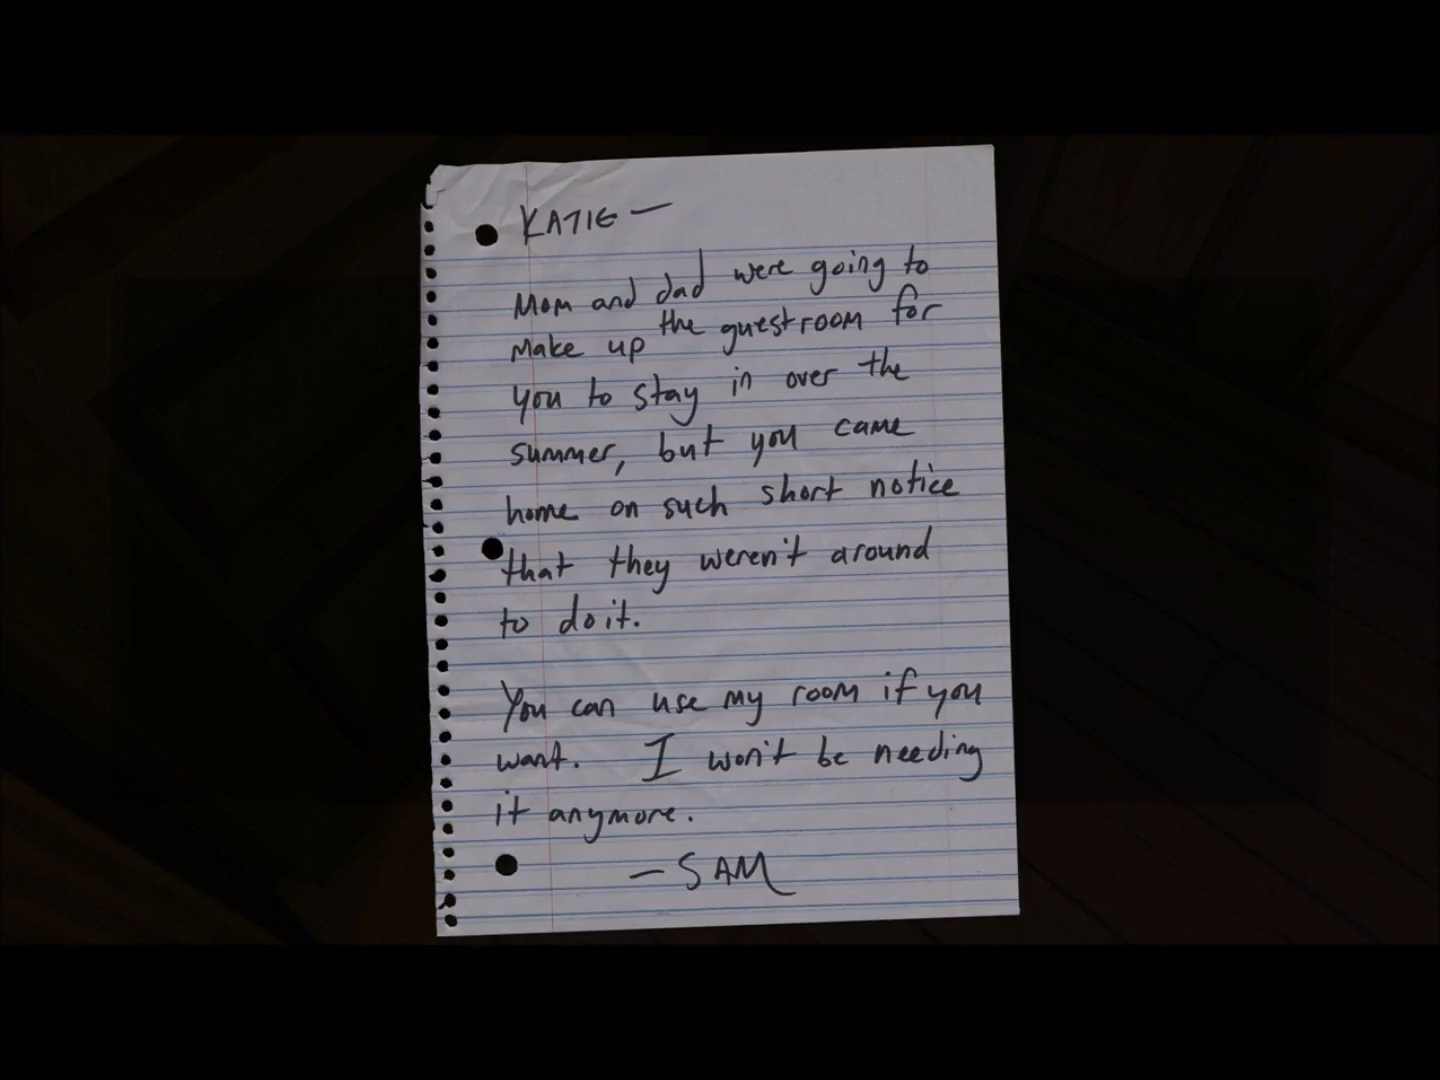 KATIE —
Mom and dad were going to
make up the guestroom for
you to stay in over the
summer, but you came
home on such short notice
that they weren't around
to do it.
You can use my room if you
want. I won't be needing
it anymore.
— SAM